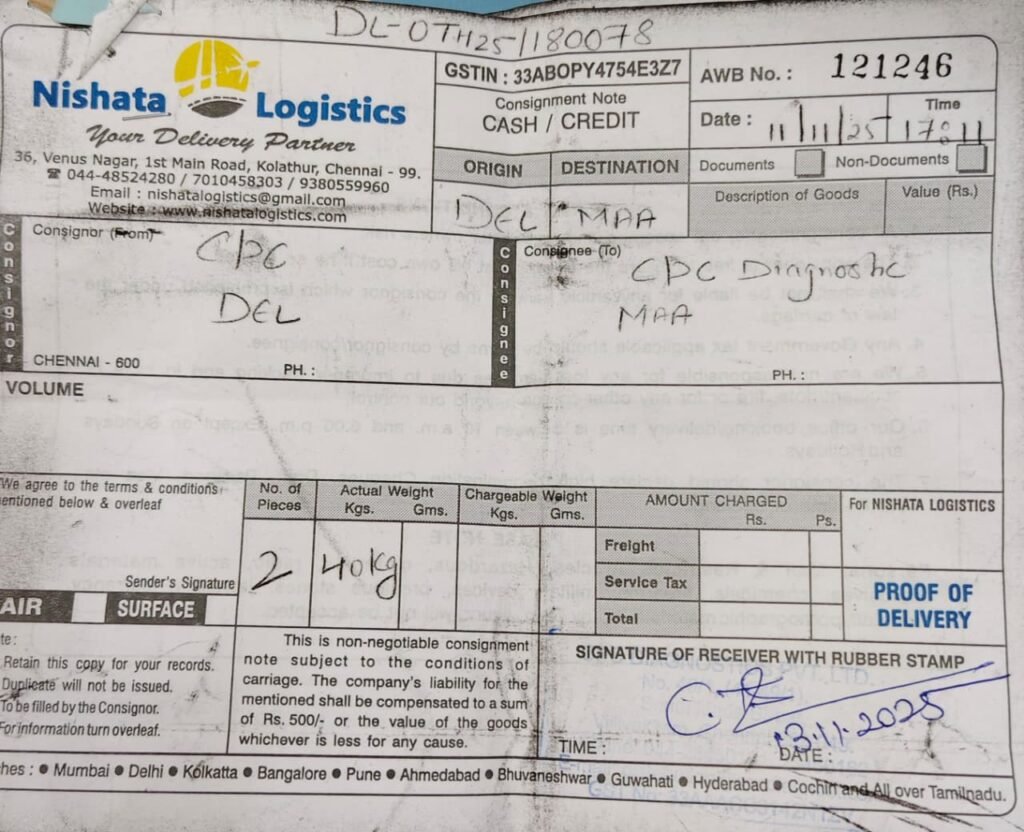 DL-OTH25/180078
Nishata Logistics
Your Delivery Partner
36, Venus Nagar, 1st Main Road, Kolathur, Chennai - 99.
☎ 044-48524280 / 7010458303 / 9380559960
Email : nishatalogistics@gmail.com
Website : www.nishatalogistics.com
GSTIN : 33ABOPY4754E3Z7
Consignment Note
CASH / CREDIT
ORIGIN DESTINATION
DEL MAA
AWB No. : 121246
Date : 11/11/25 Time 17:11
Documents Non-Documents
Description of Goods Value (Rs.)
Consignor
Consignor (From)
CPC
DEL
CHENNAI - 600 PH. :
Consignee
Consignee (To)
CPC Diagnostic
MAA
PH. :
VOLUME
We agree to the terms & conditions
mentioned below & overleaf
Sender's Signature
No. of Pieces
2
Actual Weight
Kgs. Gms.
40kg
Chargeable Weight
Kgs. Gms.
AMOUNT CHARGED
Rs. Ps.
Freight
Service Tax
Total
For NISHATA LOGISTICS
PROOF OF
DELIVERY
AIR SURFACE
Retain this copy for your records.
Duplicate will not be issued.
To be filled by the Consignor.
For information turn overleaf.
This is non-negotiable consignment
note subject to the conditions of
carriage. The company's liability for the
mentioned shall be compensated to a sum
of Rs. 500/- or the value of the goods
whichever is less for any cause.
SIGNATURE OF RECEIVER WITH RUBBER STAMP
DIAGNOSTICS PVT. LTD.
13.11.2025
TIME : DATE :
● Mumbai ● Delhi ● Kolkatta ● Bangalore ● Pune ● Ahmedabad ● Bhuvaneshwar ● Guwahati ● Hyderabad ● Cochin and All over Tamilnadu.